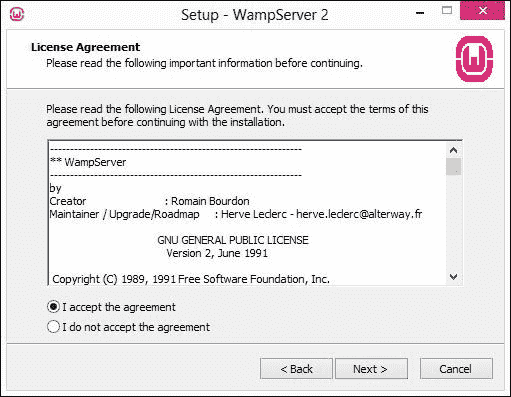 Setup - WampServer 2
License Agreement
Please read the following important information before continuing.
Please read the following License Agreement. You must accept the terms of this
agreement before continuing with the installation.
------------------------------------------------------------
** WampServer
------------------------------------------------------------
by
Creator : Romain Bourdon
Maintainer / Upgrade/Roadmap : Herve Leclerc - herve.leclerc@alterway.fr
GNU GENERAL PUBLIC LICENSE
Version 2, June 1991
Copyright (C) 1989, 1991 Free Software Foundation, Inc.
I accept the agreement
I do not accept the agreement
< Back Next > Cancel